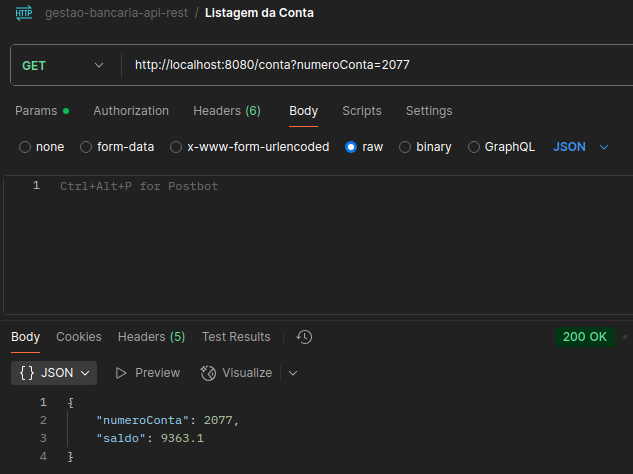 HTTP gestao-bancaria-api-rest / Listagem da Conta
GET http://localhost:8080/conta?numeroConta=2077
Params Authorization Headers (6) Body Scripts Settings
none form-data x-www-form-urlencoded raw binary GraphQL JSON
1 Ctrl+Alt+P for Postbot
Body Cookies Headers (5) Test Results 200 OK
{} JSON Preview Visualize
1 {
2 "numeroConta": 2077,
3 "saldo": 9363.1
4 }